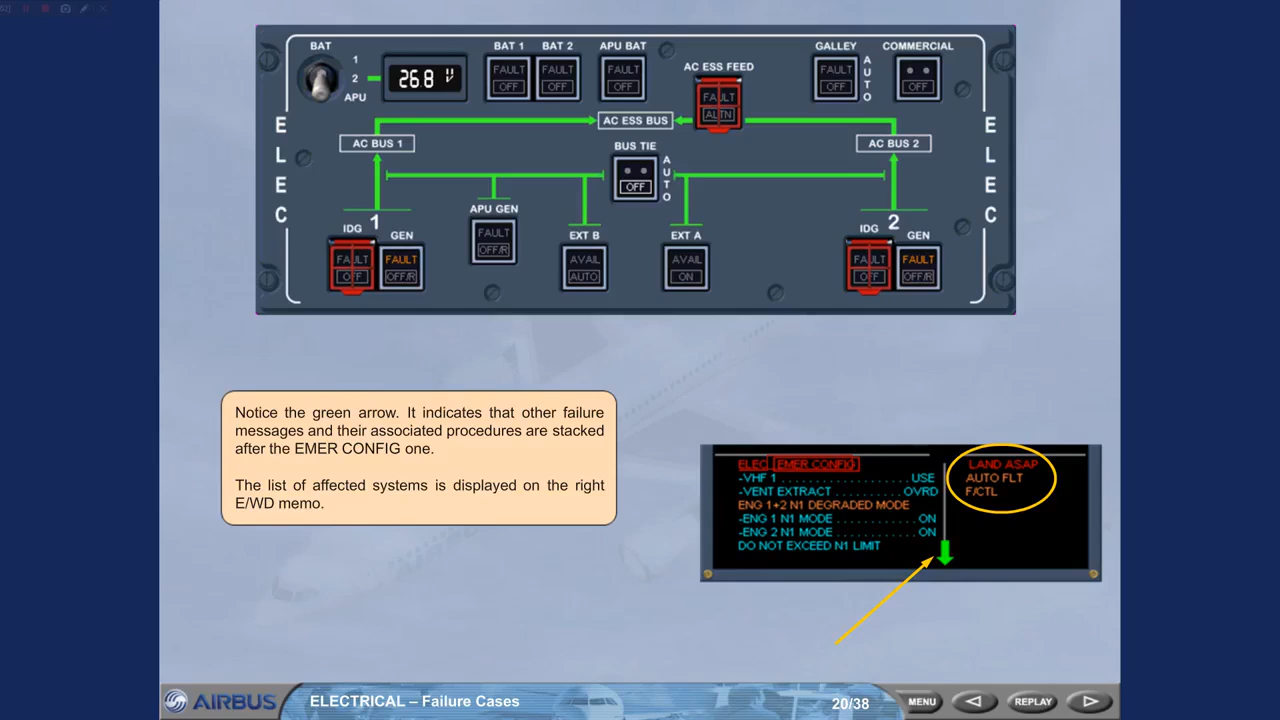 BAT
1
2
APU
26.8 V
BAT 1
BAT 2
APU BAT
FAULT
OFF
FAULT
OFF
FAULT
OFF
AC ESS FEED
FAULT
ALTN
GALLEY
COMMERCIAL
FAULT
OFF
AUTO
OFF
ELEC
ELEC
AC ESS BUS
AC BUS 1
AC BUS 2
BUS TIE
OFF
AUTO
1
IDG
GEN
FAULT
OFF
FAULT
OFF/R
APU GEN
FAULT
OFF/R
EXT B
AVAIL
AUTO
EXT A
AVAIL
ON
2
IDG
GEN
FAULT
OFF
FAULT
OFF/R
Notice the green arrow. It indicates that other failure
messages and their associated procedures are stacked
after the EMER CONFIG one.
The list of affected systems is displayed on the right
E/WD memo.
ELEC EMER CONFIG
-VHF 1 . . . . . . . . . . . . . . . . . . USE
-VENT EXTRACT . . . . . . . . . . OVRD
ENG 1+2 N1 DEGRADED MODE
-ENG 1 N1 MODE . . . . . . . . . . . . ON
-ENG 2 N1 MODE . . . . . . . . . . . . ON
DO NOT EXCEED N1 LIMIT
LAND ASAP
AUTO FLT
F/CTL
AIRBUS
ELECTRICAL – Failure Cases
20/38
MENU
REPLAY